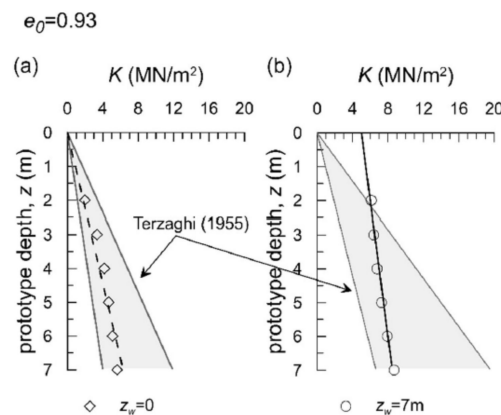 e0=0.93
(a)
K (MN/m²)
0 4 8 12 16 20
prototype depth, z (m)
0
1
2
3
4
5
6
7
zw=0
Terzaghi (1955)
(b)
K (MN/m²)
0 4 8 12 16 20
prototype depth, z (m)
0
1
2
3
4
5
6
7
zw=7m